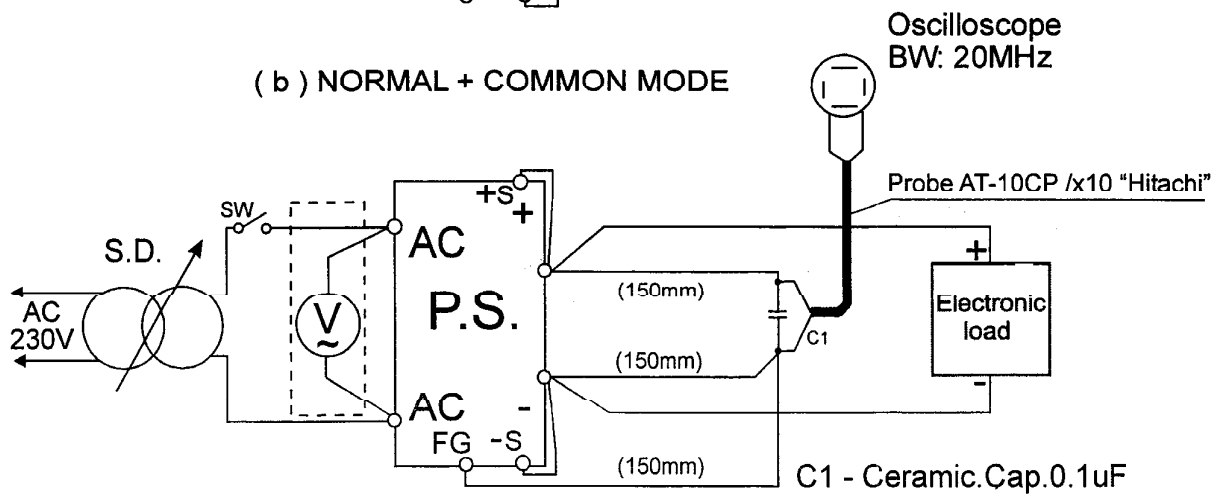 ( b ) NORMAL + COMMON MODE
Oscilloscope
BW: 20MHz
Probe AT-10CP /x10 “Hitachi”
SW
S.D.
AC
230V
V
~
AC
P.S.
AC
FG
+S
+
-
-S
(150mm)
(150mm)
(150mm)
C1
+
Electronic
load
-
C1 - Ceramic.Cap.0.1uF